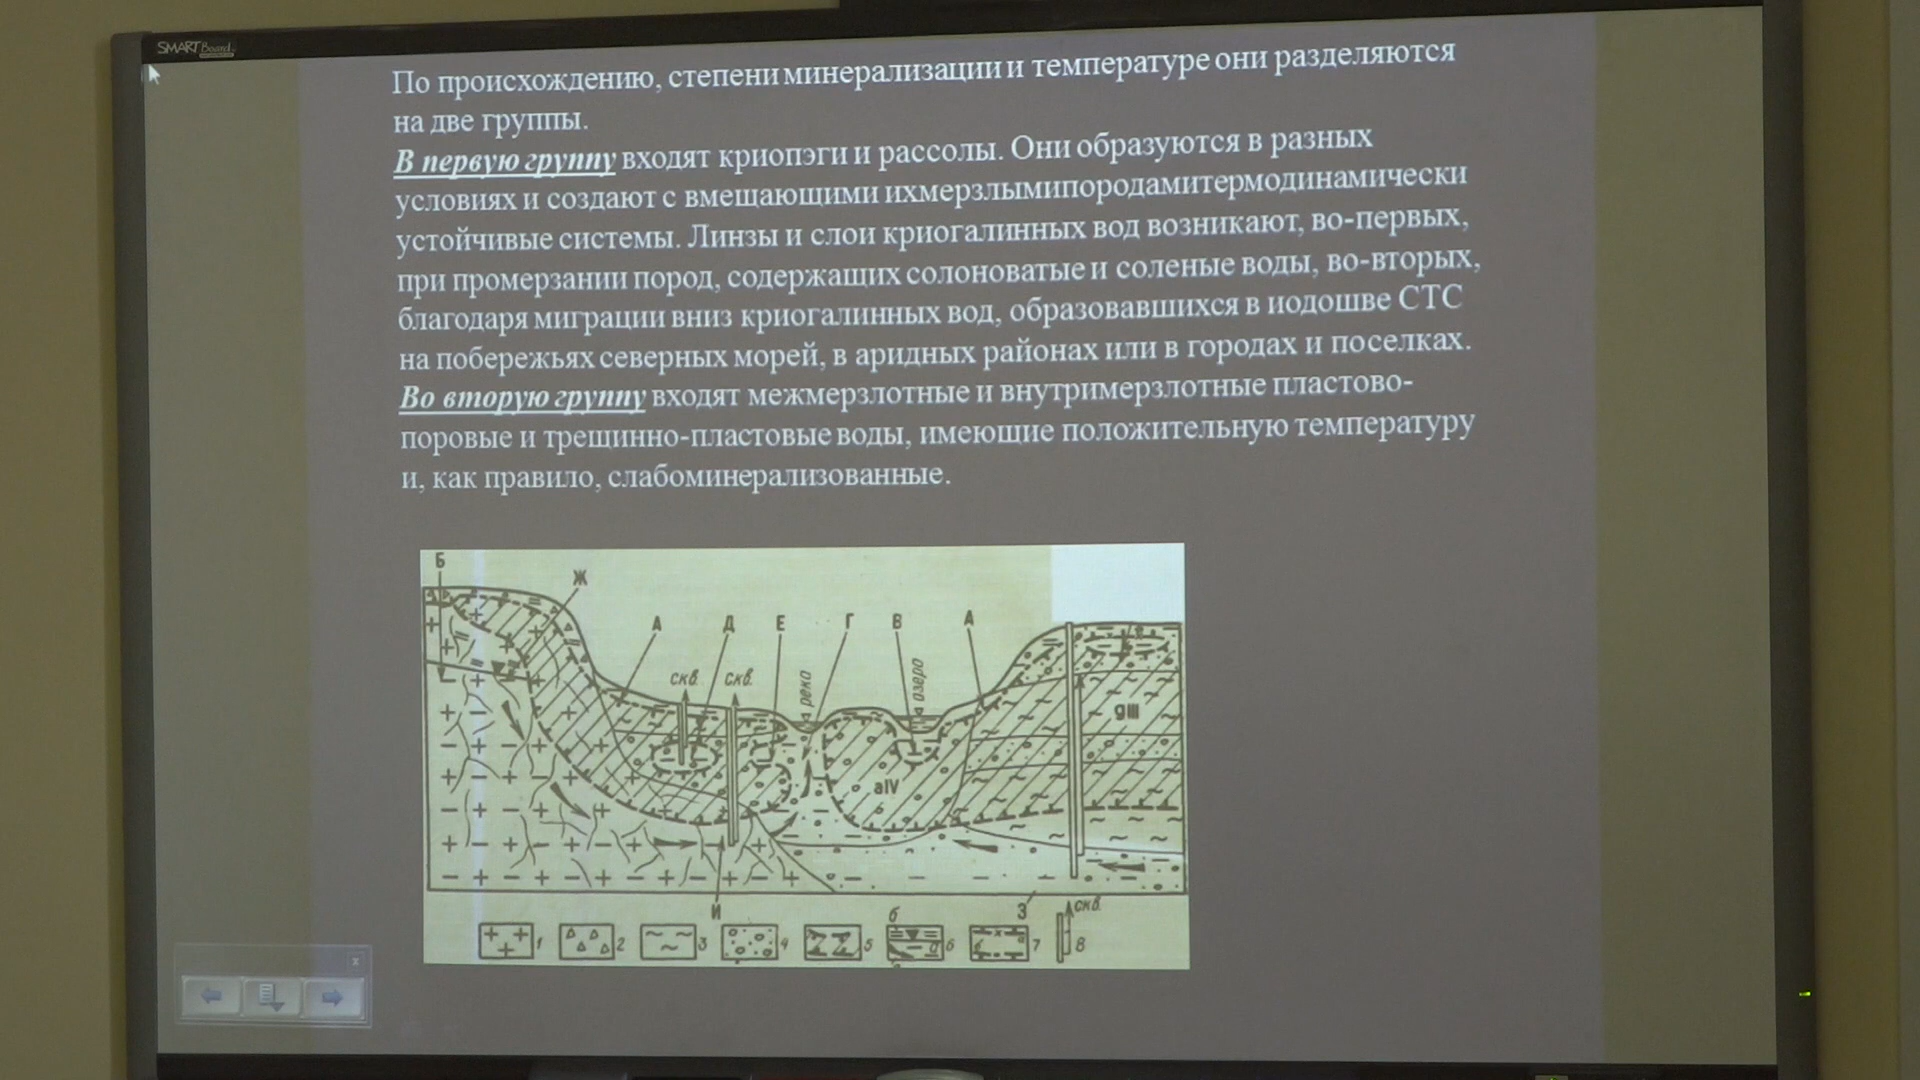 SMART Board
По происхождению, степени минерализации и температуре они разделяются
на две группы.
В первую группу входят криопэги и рассолы. Они образуются в разных
условиях и создают с вмещающими ихмерзлымипородамитермодинамически
устойчивые системы. Линзы и слои криогалинных вод возникают, во-первых,
при промерзании пород, содержащих солоноватые и соленые воды, во-вторых,
благодаря миграции вниз криогалинных вод, образовавшихся в иодошве СТС
на побережьях северных морей, в аридных районах или в городах и поселках.
Во вторую группу входят межмерзлотные и внутримерзлотные пластово-
поровые и трещинно-пластовые воды, имеющие положительную температуру
и, как правило, слабоминерализованные.
Б
Ж
А Д Е Г В А
скв. скв. река озеро
gIII
aIV
И З
скв.
б
1 2 3 4 5 6 7 8